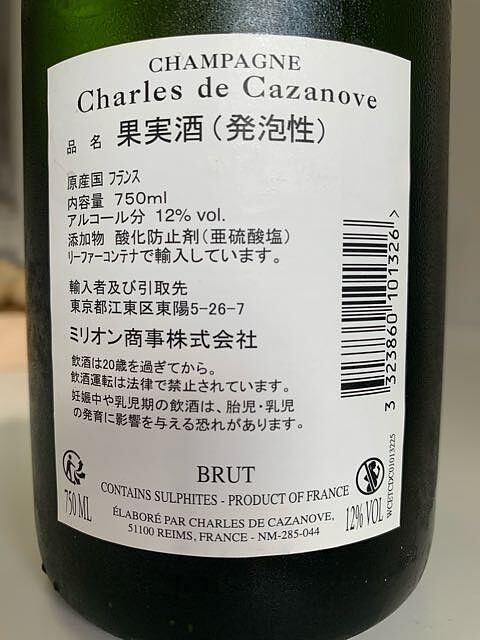 CHAMPAGNE
Charles de Cazanove
品 名 果実酒（発泡性）
原産国 フランス
内容量 750ml
アルコール分 12% vol.
添加物 酸化防止剤（亜硫酸塩）
リーファーコンテナで輸入しています。
輸入者及び引取先
東京都江東区東陽5-26-7
ミリオン商事株式会社
飲酒は20歳を過ぎてから。
飲酒運転は法律で禁止されています。
妊娠中や乳児期の飲酒は、胎児・乳児
の発育に影響を与える恐れがあります。
3 323860 101326 >
WCETCDC01013225
BRUT
CONTAINS SULPHITES - PRODUCT OF FRANCE
750 ML
12% VOL
ÉLABORÉ PAR CHARLES DE CAZANOVE,
51100 REIMS, FRANCE - NM-285-044